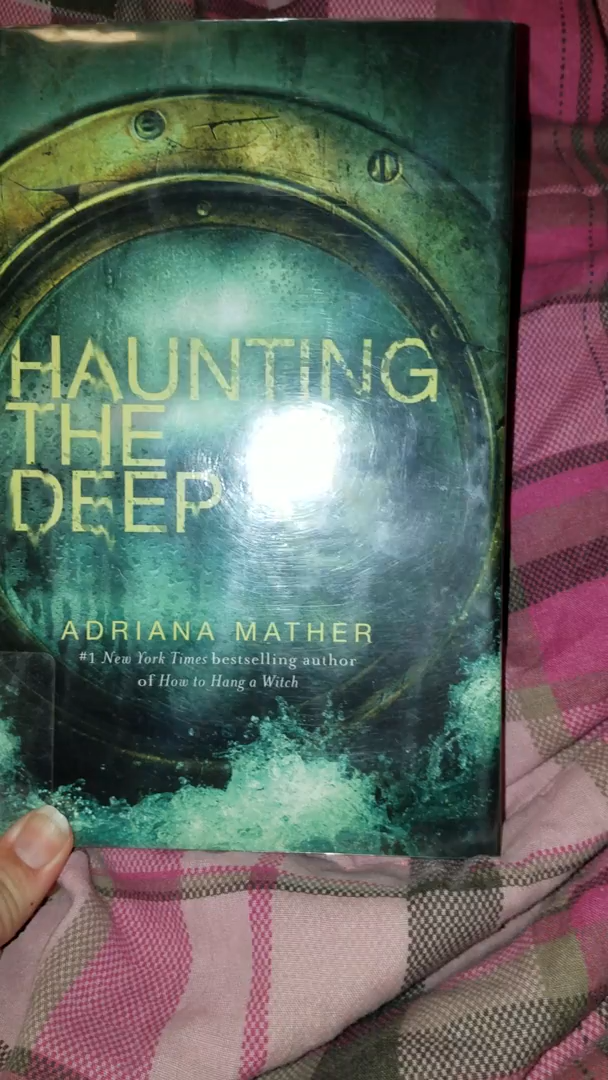 HAUNTING
THE
DEEP
ADRIANA MATHER
#1 New York Times bestselling author
of How to Hang a Witch